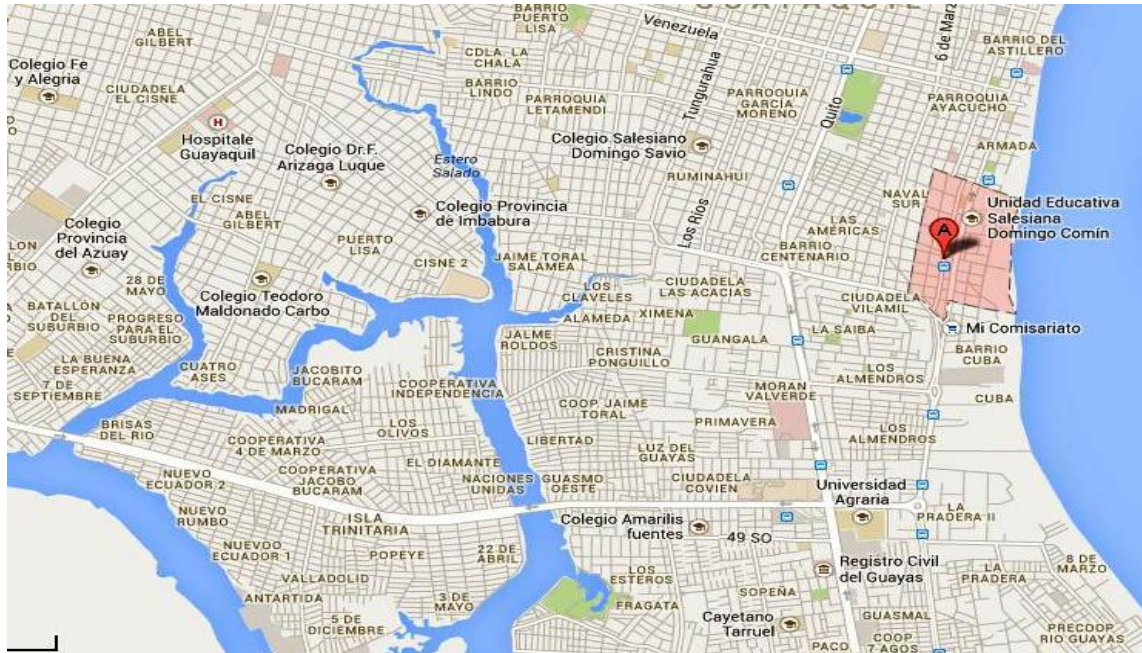 GUAYAQUIL
BARRIO
PUERTO
LISA
Venezuela
6 de Marz
ABEL
GILBERT
BARRIO DEL
ASTILLERO
CDLA. LA
CHALA
Colegio Fe
y Alegria
CIUDADELA
EL CISNE
BARRIO
LINDO
PARROQUIA
LETAMENDI
Tungurahua
PARROQUIA
GARCÍA
MORENO
Quito
PARROQUIA
AYACUCHO
H
Hospitale
Guayaquil
Colegio Dr.F.
Arizaga Luque
Estero
Salado
Colegio Salesiano
Domingo Savio
ARMADA
RUMIÑAHUI
NAVAL
SUR
EL CISNE
ABEL
GILBERT
Colegio Provincia
de Imbabura
Unidad Educativa
Salesiana
Domingo Comín
Los Ríos
LAS
AMÉRICAS
A
Colegio
Provincia
del Azuay
PUERTO
LISA
CISNE 2
JAIME TORAL
SALAMEA
BARRIO
CENTENARIO
28 DE
MAYO
Colegio Teodoro
Maldonado Carbo
LOS
CLAVELES
CIUDADELA
LAS ACACIAS
CIUDADELA
VILAMIL
BATALLÓN
DEL
SUBURBIO
PROGRESO
PARA EL
SUBURBIO
ALAMEDA
XIMENA
LA SAIBA
Mi Comisariato
JALME
ROLDOS
GUANGALA
BARRIO
CUBA
LA BUENA
ESPERANZA
CUATRO
ASES
JACOBITO
BUCARAM
CRISTINA
PONGUILLO
LOS
ALMENDROS
7 DE
SEPTIEMBRE
COOPERATIVA
INDEPENDENCIA
MORAN
VALVERDE
CUBA
MADRIGAL
COOP. JAIME
TORAL
BRISAS
DEL RIO
LOS
OLIVOS
PRIMAVERA
LOS
ALMENDROS
COOPERATIVA
4 DE MARZO
LIBERTAD
LUZ DEL
GUAYAS
NUEVO
ECUADOR 2
COOPERATIVA
JACOBO
BUCARAM
EL DIAMANTE
NACIONES
UNIDAS
GUASMO
OESTE
CIUDADELA
COVIEN
Universidad
Agraria
NUEVO
RUMBO
ISLA
TRINITARIA
Colegio Amarilis
fuentes
49 SO
LA
PRADERA II
NUEVOO
ECUADOR 1
POPEYE
22 DE
ABRIL
Registro Civil
del Guayas
8 DE
MARZO
LA
PRADERA
VALLADOLID
LOS
ESTEROS
SOPEÑA
ANTARTIDA
3 DE
MAYO
FRAGATA
5 DE
DICIEMBRE
Cayetano
Tarruel
GUASMAL
PACO
COOP
7 AGOS
PRECOOP
RIO GUAYAS